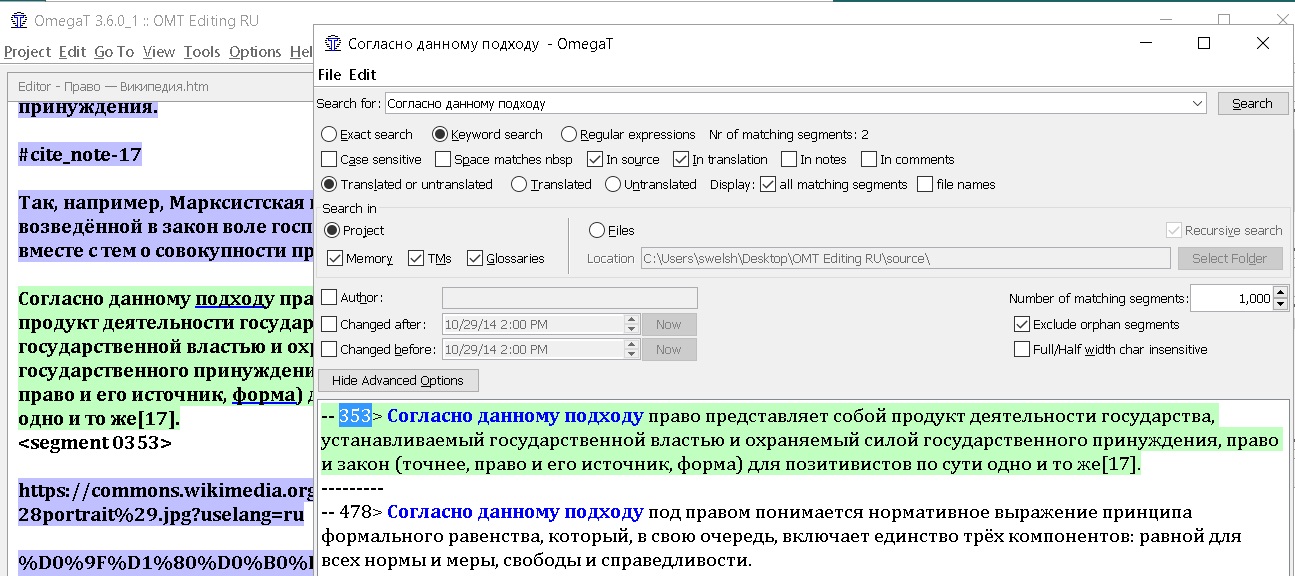 OmegaT 3.6.0_1 :: OMT Editing RU
Project Edit Go To View Tools Options Hel
Editor - Право — Википедия.htm
принуждения.
#cite_note-17
Так, например, Марксистская
возведённой в закон воле госп
вместе с тем о совокупности пр
Согласно данному подходу пра
продукт деятельности государ
государственной властью и охр
государственного принуждени
право и его источник, форма) д
одно и то же[17].
<segment 0353>
https://commons.wikimedia.org
28portrait%29.jpg?uselang=ru
%D0%9F%D1%80%D0%B0%
Согласно данному подходу - OmegaT
File Edit
Search for: Согласно данному подходу Search
Exact search Keyword search Regular expressions Nr of matching segments: 2
Case sensitive Space matches nbsp In source In translation In notes In comments
Translated or untranslated Translated Untranslated Display: all matching segments file names
Search in
Project Files Recursive search
Memory TMs Glossaries Location C:\Users\swelsh\Desktop\OMT Editing RU\source\ Select Folder
Author: Number of matching segments: 1,000
Changed after: 10/29/14 2:00 PM Now Exclude orphan segments
Changed before: 10/29/14 2:00 PM Now Full/Half width char insensitive
Hide Advanced Options
-- 353> Согласно данному подходу право представляет собой продукт деятельности государства,
устанавливаемый государственной властью и охраняемый силой государственного принуждения, право
и закон (точнее, право и его источник, форма) для позитивистов по сути одно и то же[17].
---------
-- 478> Согласно данному подходу под правом понимается нормативное выражение принципа
формального равенства, который, в свою очередь, включает единство трёх компонентов: равной для
всех нормы и меры, свободы и справедливости.